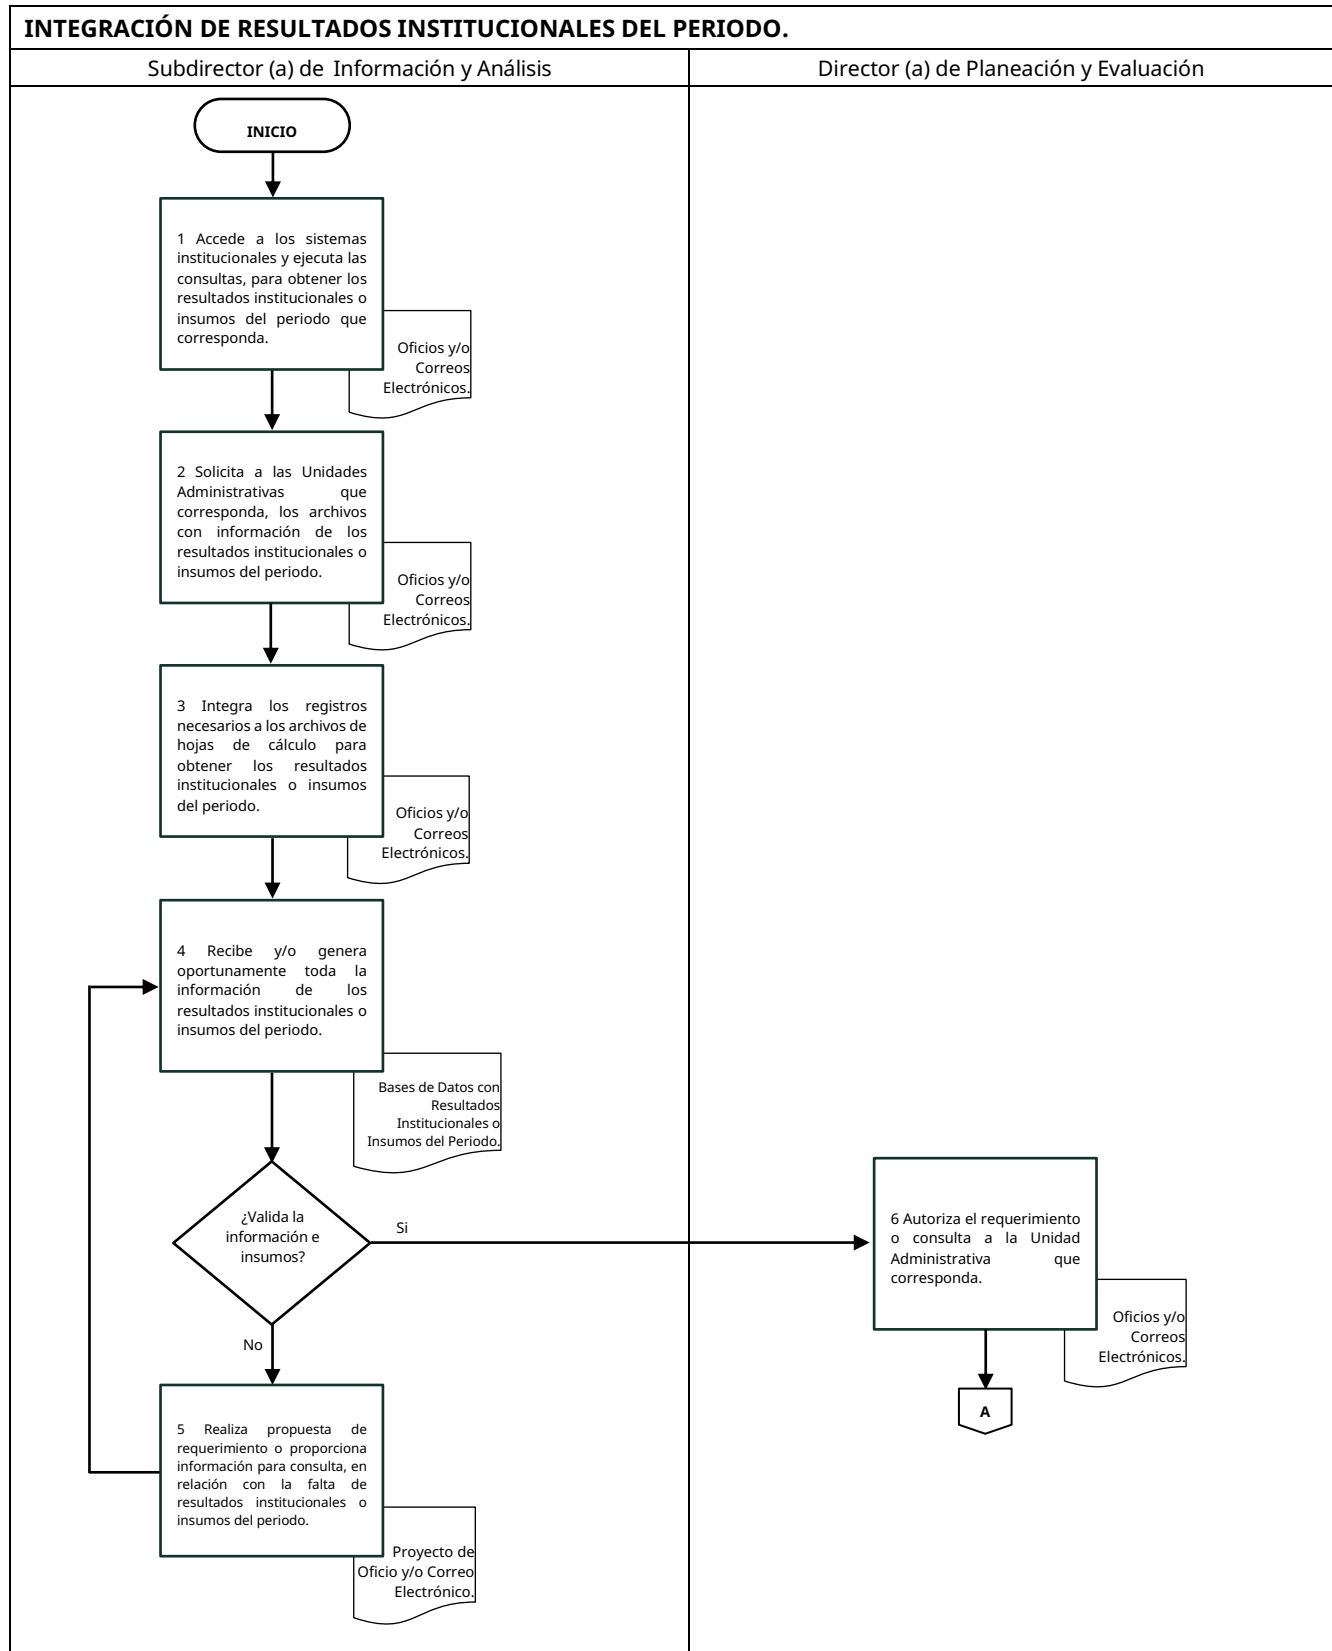 INTEGRACIÓN DE RESULTADOS INSTITUCIONALES DEL PERIODO.
Subdirector (a) de Información y Análisis
Director (a) de Planeación y Evaluación
INICIO
1 Accede a los sistemas
institucionales y ejecuta las
consultas, para obtener los
resultados institucionales o
insumos del periodo que
corresponda.
Oficios y/o
Correos
Electrónicos.
2 Solicita a las Unidades
Administrativas que
corresponda, los archivos
con información de los
resultados institucionales o
insumos del periodo.
Oficios y/o
Correos
Electrónicos.
3 Integra los registros
necesarios a los archivos de
hojas de cálculo para
obtener los resultados
institucionales o insumos
del periodo.
Oficios y/o
Correos
Electrónicos.
4 Recibe y/o genera
oportunamente toda la
información de los
resultados institucionales o
insumos del periodo.
Bases de Datos con
Resultados
Institucionales o
Insumos del Periodo.
¿Valida la
información e
insumos?
Si
No
5 Realiza propuesta de
requerimiento o proporciona
información para consulta, en
relación con la falta de
resultados institucionales o
insumos del periodo.
Proyecto de
Oficio y/o Correo
Electrónico.
6 Autoriza el requerimiento
o consulta a la Unidad
Administrativa que
corresponda.
Oficios y/o
Correos
Electrónicos.
A